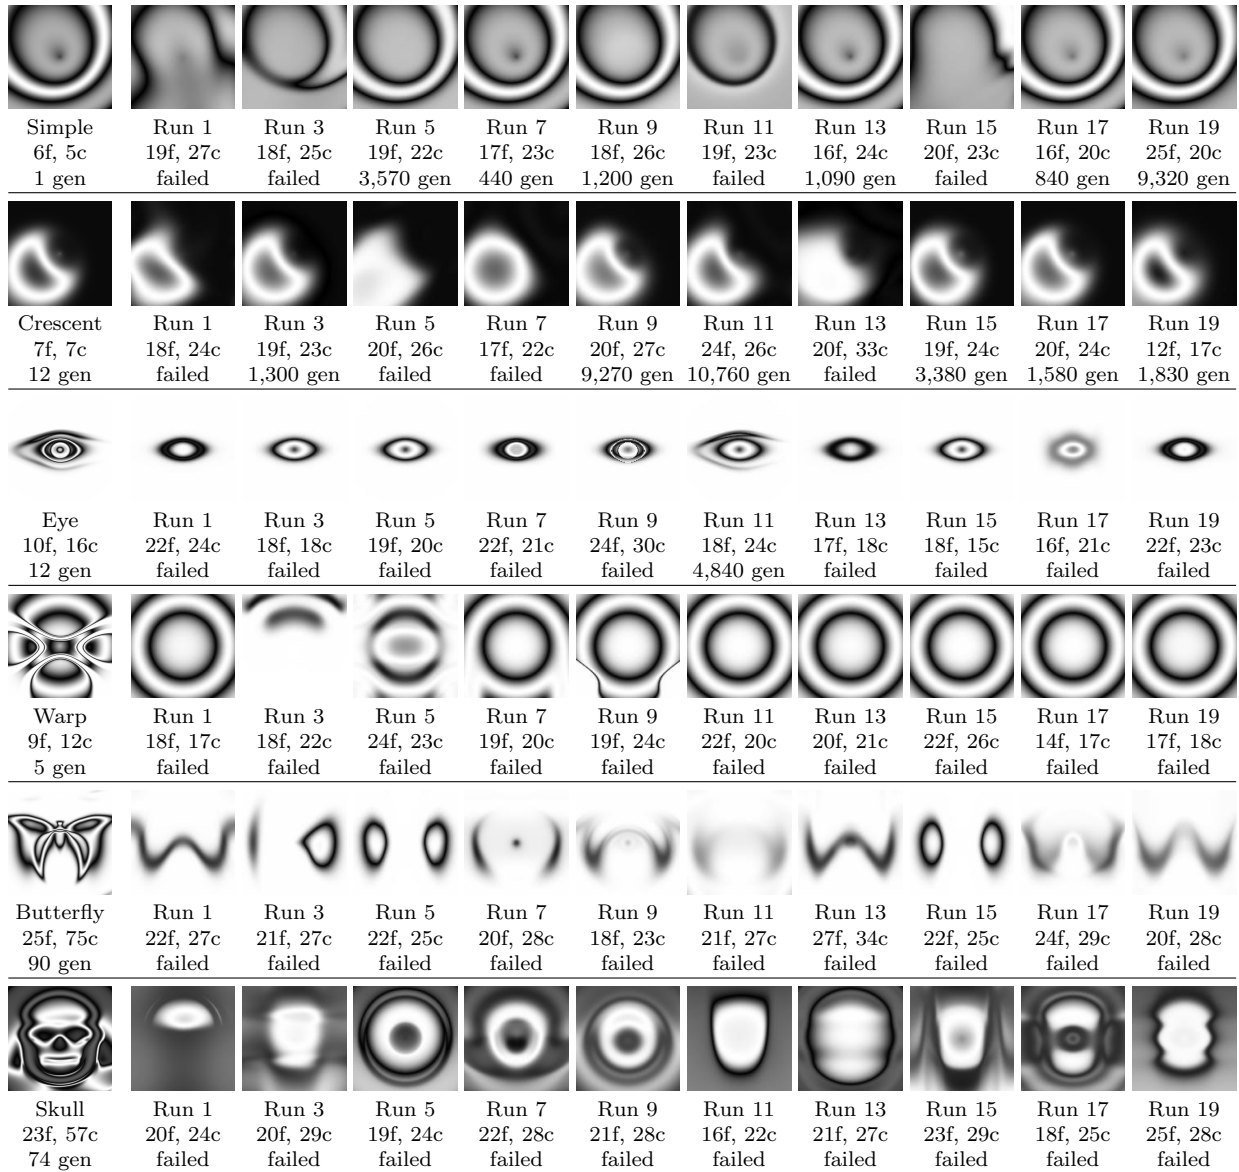 Simple Run 1 Run 3 Run 5 Run 7 Run 9 Run 11 Run 13 Run 15 Run 17 Run 19
6f, 5c 19f, 27c 18f, 25c 19f, 22c 17f, 23c 18f, 26c 19f, 23c 16f, 24c 20f, 23c 16f, 20c 25f, 20c
1 gen failed failed 3,570 gen 440 gen 1,200 gen failed 1,090 gen failed 840 gen 9,320 gen
Crescent Run 1 Run 3 Run 5 Run 7 Run 9 Run 11 Run 13 Run 15 Run 17 Run 19
7f, 7c 18f, 24c 19f, 23c 20f, 26c 17f, 22c 20f, 27c 24f, 26c 20f, 33c 19f, 24c 20f, 24c 12f, 17c
12 gen failed 1,300 gen failed failed 9,270 gen 10,760 gen failed 3,380 gen 1,580 gen 1,830 gen
Eye Run 1 Run 3 Run 5 Run 7 Run 9 Run 11 Run 13 Run 15 Run 17 Run 19
10f, 16c 22f, 24c 18f, 18c 19f, 20c 22f, 21c 24f, 30c 18f, 24c 17f, 18c 18f, 15c 16f, 21c 22f, 23c
12 gen failed failed failed failed failed 4,840 gen failed failed failed failed
Warp Run 1 Run 3 Run 5 Run 7 Run 9 Run 11 Run 13 Run 15 Run 17 Run 19
9f, 12c 18f, 17c 18f, 22c 24f, 23c 19f, 20c 19f, 24c 22f, 20c 20f, 21c 22f, 26c 14f, 17c 17f, 18c
5 gen failed failed failed failed failed failed failed failed failed failed
Butterfly Run 1 Run 3 Run 5 Run 7 Run 9 Run 11 Run 13 Run 15 Run 17 Run 19
25f, 75c 22f, 27c 21f, 27c 22f, 25c 20f, 28c 18f, 23c 21f, 27c 27f, 34c 22f, 25c 24f, 29c 20f, 28c
90 gen failed failed failed failed failed failed failed failed failed failed
Skull Run 1 Run 3 Run 5 Run 7 Run 9 Run 11 Run 13 Run 15 Run 17 Run 19
23f, 57c 20f, 24c 20f, 29c 19f, 24c 22f, 28c 21f, 28c 16f, 22c 21f, 27c 23f, 29c 18f, 25c 25f, 28c
74 gen failed failed failed failed failed failed failed failed failed failed